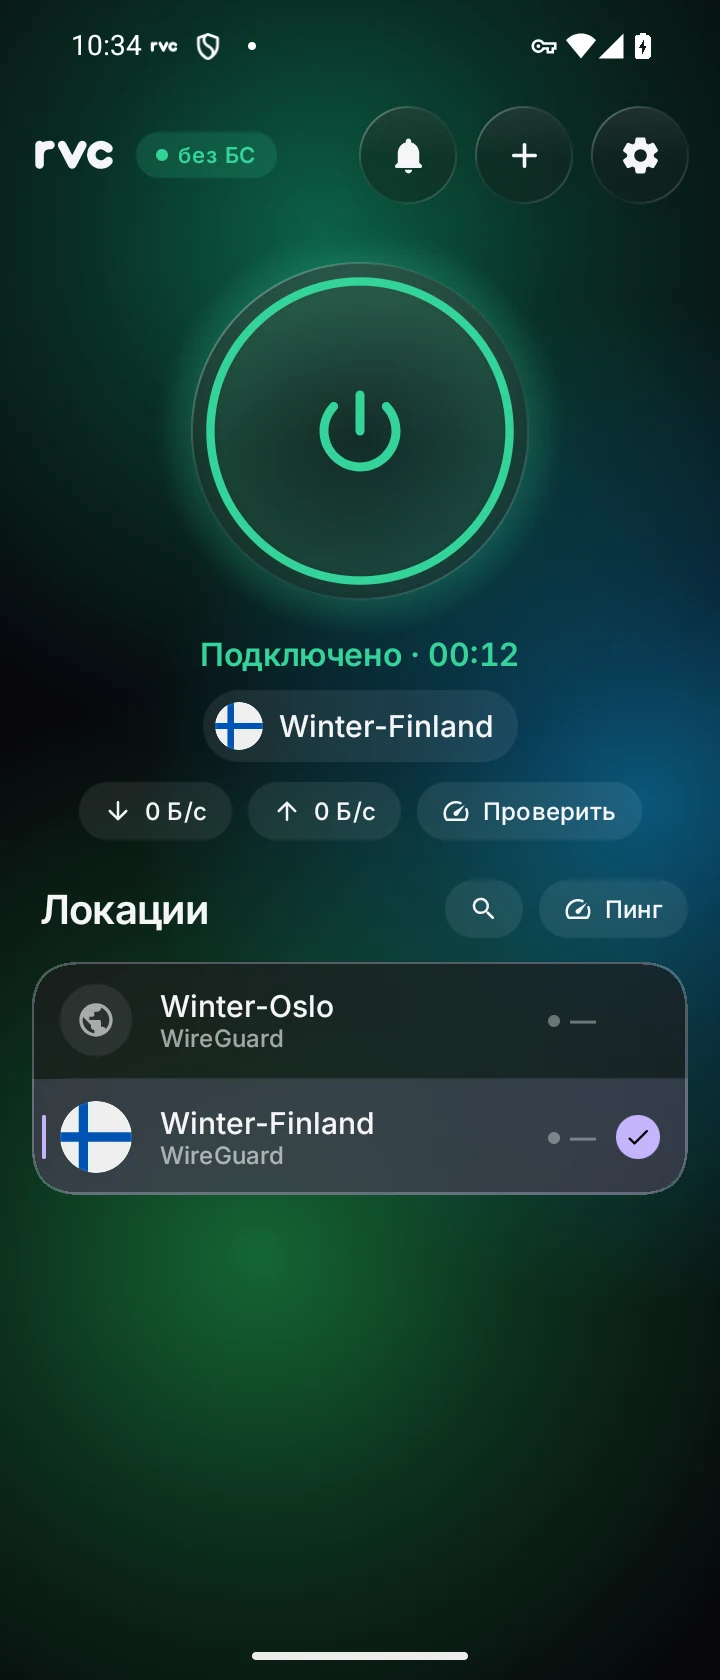 10:34 rvc
rvc
без БС
Подключено · 00:12
Winter-Finland
0 Б/с
0 Б/с
Проверить
Локации
Пинг
Winter-Oslo
WireGuard
—
Winter-Finland
WireGuard
—